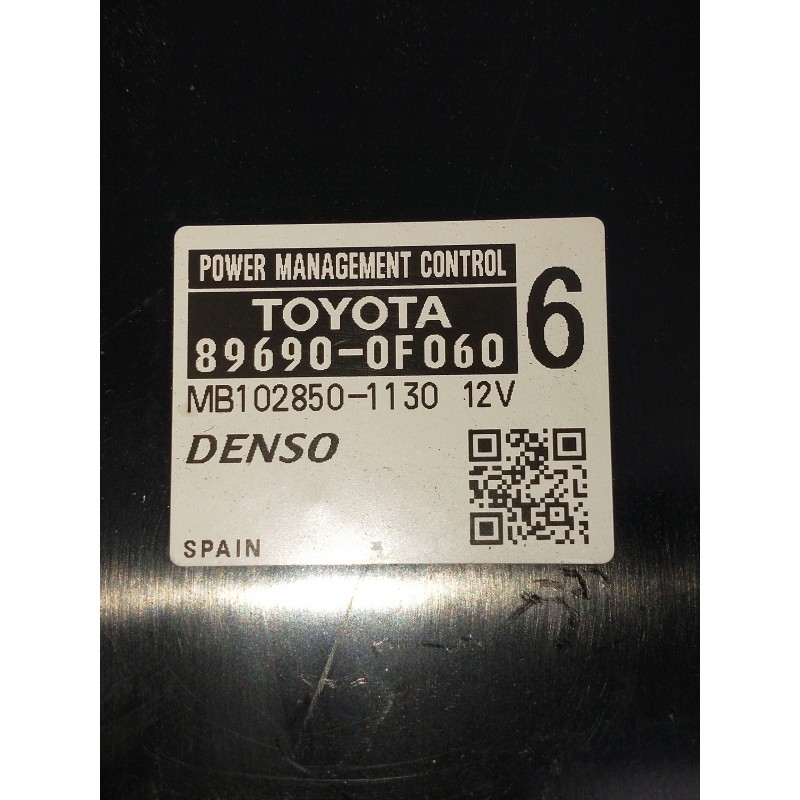 POWER MANAGEMENT CONTROL
6
TOYOTA
89690-0F060
MB102850-1130 12V
DENSO
SPAIN